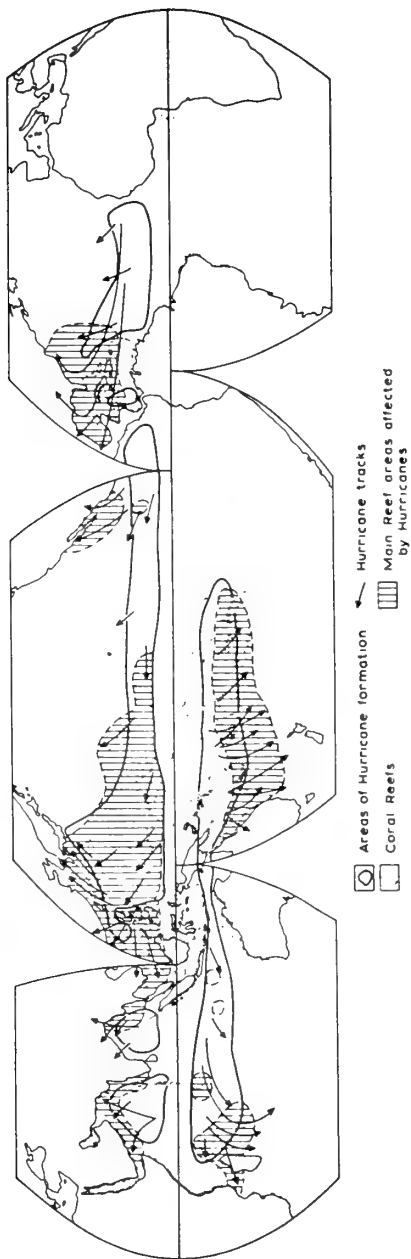 Areas of Hurricane formation
Hurricane tracks
Coral Reefs
Main Reef areas affected
by Hurricanes